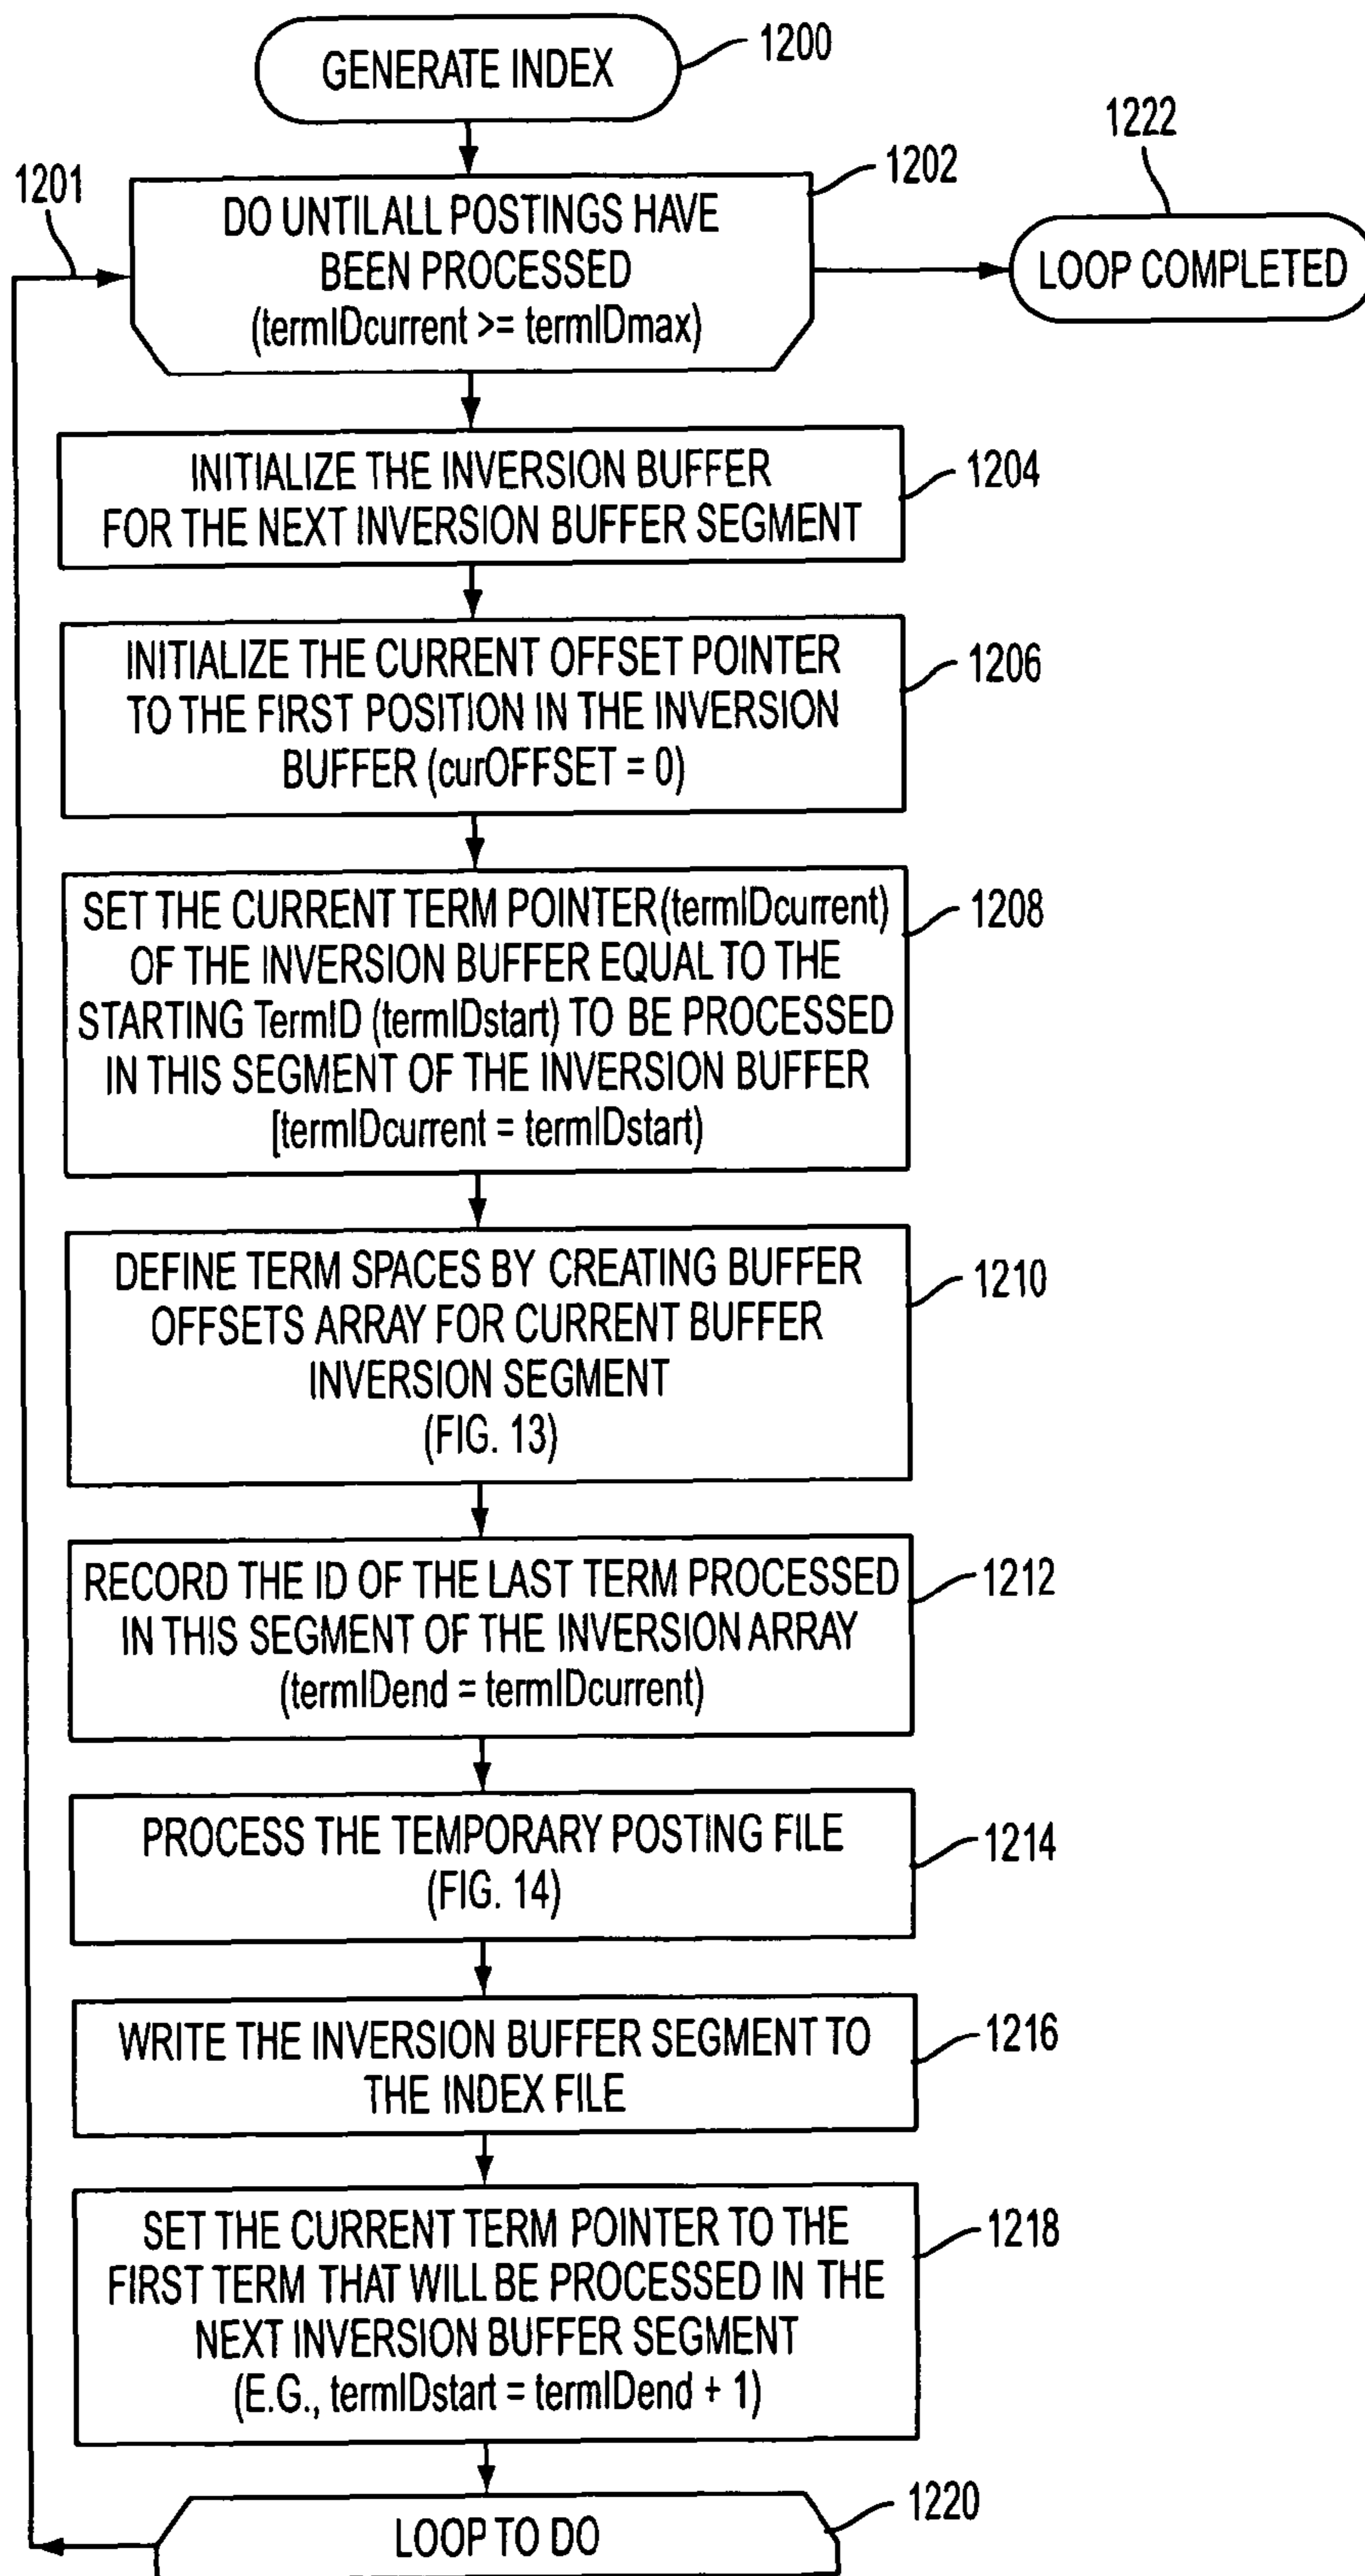 GENERATE INDEX
1200
1201
DO UNTILALL POSTINGS HAVE
BEEN PROCESSED
(termIDcurrent >= termIDmax)
1202
1222
LOOP COMPLETED
INITIALIZE THE INVERSION BUFFER
FOR THE NEXT INVERSION BUFFER SEGMENT
1204
INITIALIZE THE CURRENT OFFSET POINTER
TO THE FIRST POSITION IN THE INVERSION
BUFFER (curOFFSET = 0)
1206
SET THE CURRENT TERM POINTER(termIDcurrent)
OF THE INVERSION BUFFER EQUAL TO THE
STARTING TermID (termIDstart) TO BE PROCESSED
IN THIS SEGMENT OF THE INVERSION BUFFER
[termIDcurrent = termIDstart)
1208
DEFINE TERM SPACES BY CREATING BUFFER
OFFSETS ARRAY FOR CURRENT BUFFER
INVERSION SEGMENT
(FIG. 13)
1210
RECORD THE ID OF THE LAST TERM PROCESSED
IN THIS SEGMENT OF THE INVERSION ARRAY
(termIDend = termIDcurrent)
1212
PROCESS THE TEMPORARY POSTING FILE
(FIG. 14)
1214
WRITE THE INVERSION BUFFER SEGMENT TO
THE INDEX FILE
1216
SET THE CURRENT TERM POINTER TO THE
FIRST TERM THAT WILL BE PROCESSED IN THE
NEXT INVERSION BUFFER SEGMENT
(E.G., termIDstart = termIDend + 1)
1218
LOOP TO DO
1220